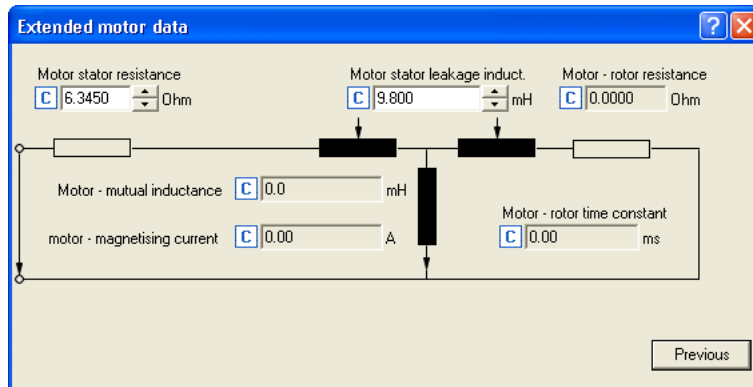 Extended motor data
Motor stator resistance
C 6.3450 Ohm
Motor stator leakage induct.
C 9.800 mH
Motor - rotor resistance
C 0.0000 Ohm
Motor - mutual inductance C 0.0 mH
motor - magnetising current C 0.00 A
Motor - rotor time constant
C 0.00 ms
Previous